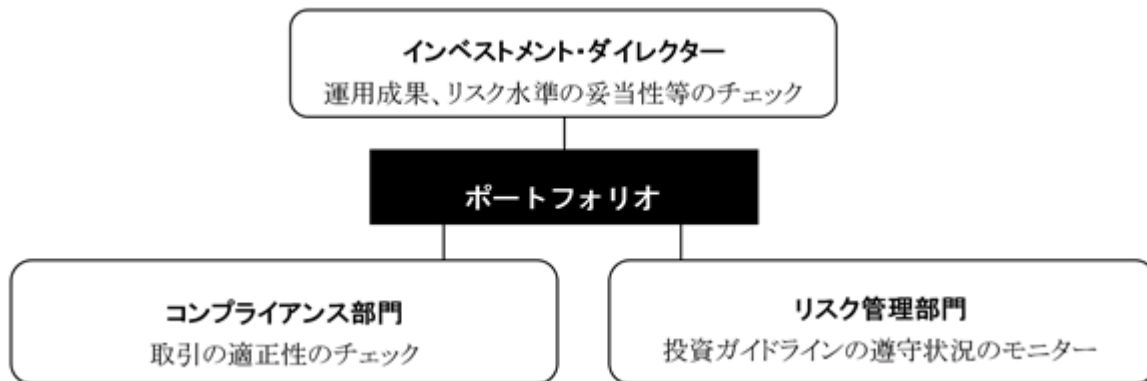 インベストメント・ダイレクター
運用成果、リスク水準の妥当性等のチェック
ポートフォリオ
コンプライアンス部門
取引の適正性のチェック
リスク管理部門
投資ガイドラインの遵守状況のモニター